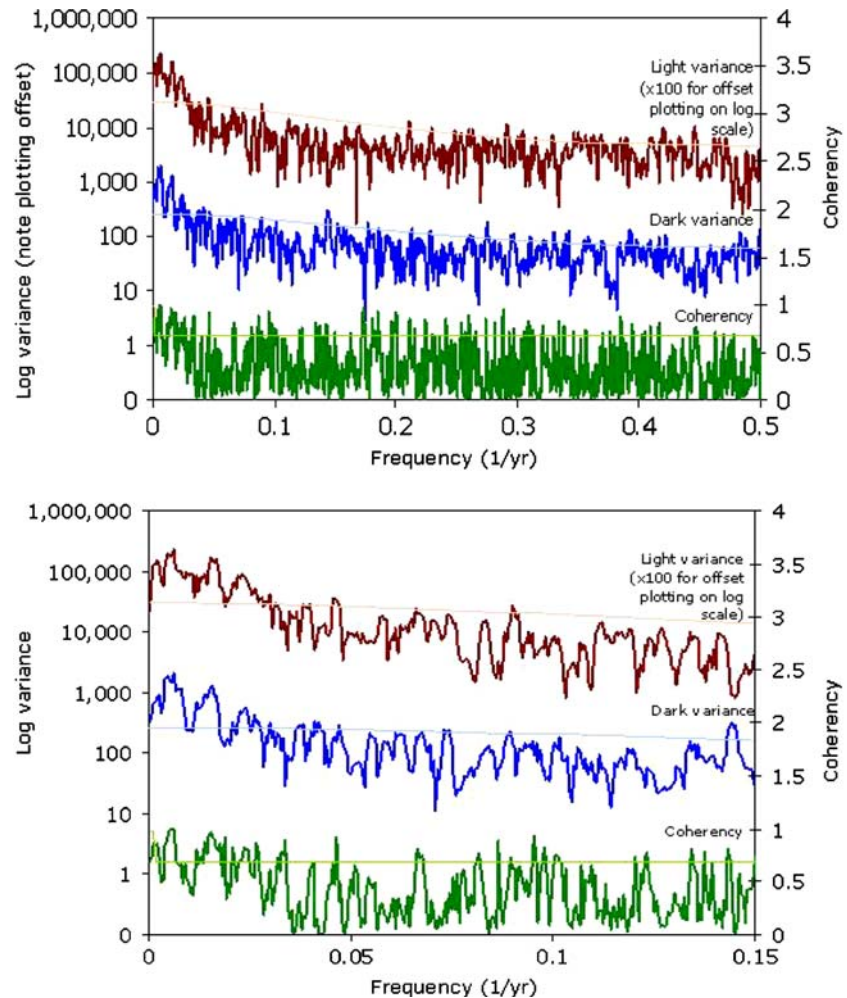 1,000,000
100,000
10,000
1,000
100
10
1
0
Log variance (note plotting offset)
4
3.5
3
2.5
2
1.5
1
0.5
0
Coherency
Light variance
(x100 for offset
plotting on log
scale)
Dark variance
Coherency
0
0.1
0.2
0.3
0.4
0.5
Frequency (1/yr)
1,000,000
100,000
10,000
1,000
100
10
1
0
Log variance
4
3.5
3
2.5
2
1.5
1
0.5
0
Coherency
Light variance
(x100 for offset
plotting on log
scale)
Dark variance
Coherency
0
0.05
0.1
0.15
Frequency (1/yr)